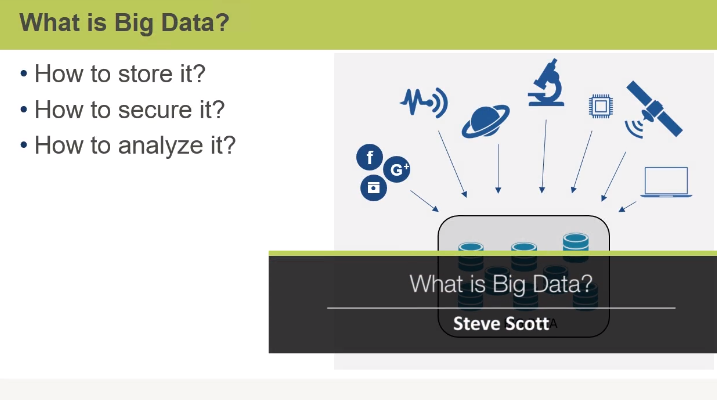 What is Big Data?
• How to store it?
• How to secure it?
• How to analyze it?
f
G+
What is Big Data?
Steve Scott